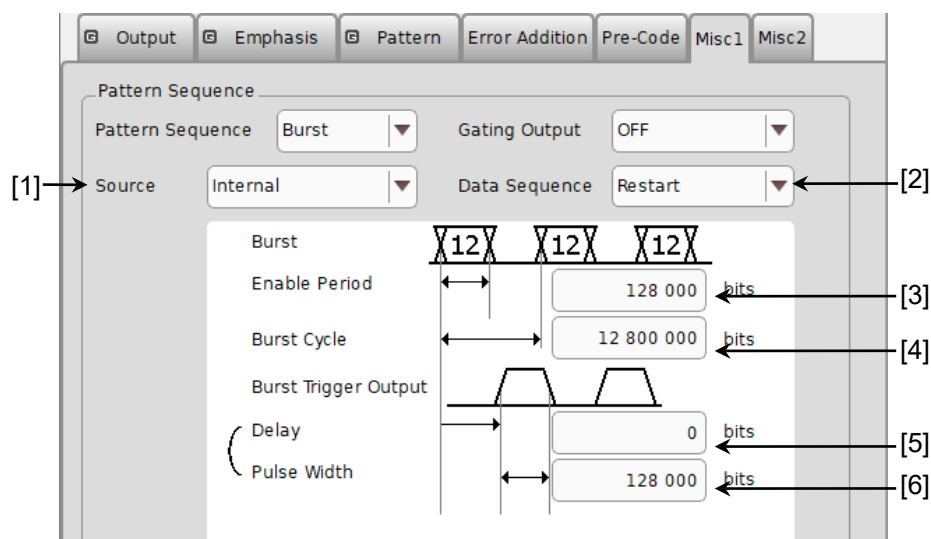 G Output G Emphasis G Pattern Error Addition Pre-Code Misc1 Misc2
Pattern Sequence
Pattern Sequence Burst Gating Output OFF
[1] Source Internal Data Sequence Restart [2]
Burst 12 12 12
Enable Period 128 000 bits [3]
Burst Cycle 12 800 000 bits [4]
Burst Trigger Output
Delay 0 bits [5]
Pulse Width 128 000 bits [6]